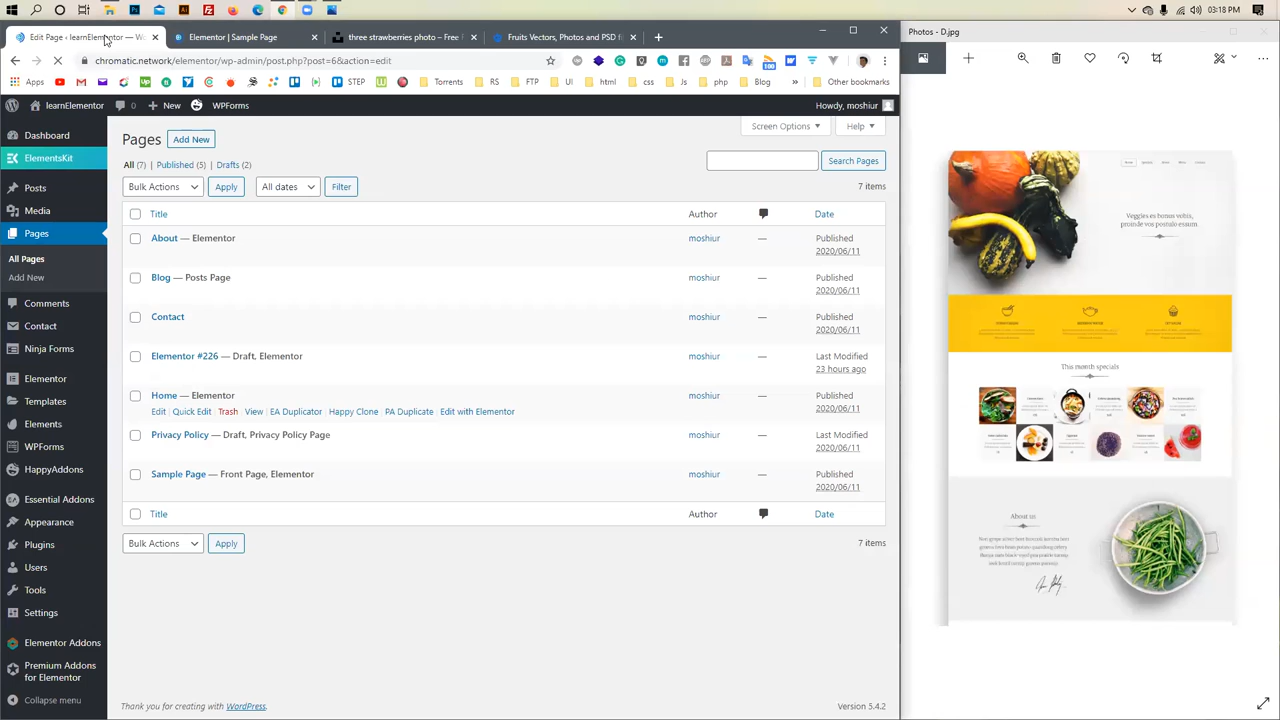 03:18 PM
Edit Page ‹ learnElementor — Wo
Elementor | Sample Page
three strawberries photo – Free F
Fruits Vectors, Photos and PSD fi
Photos - D.jpg
chromatic.network/elementor/wp-admin/post.php?post=6&action=edit
Apps
STEP
Torrents
RS
html
css
Js
php
Blog
»
Other bookmarks
learnElementor
0
New
WPForms
Howdy, moshiur
Dashboard
ElementsKit
Posts
Media
Pages
All Pages
Add New
Comments
Contact
Ninja Forms
Elementor
Templates
Elements
WPForms
HappyAddons
Essential Addons
Appearance
Plugins
Users
Tools
Settings
Elementor Addons
Premium Addons
for Elementor
Collapse menu
Pages
Add New
Screen Options
Help
All (7) | Published (5) | Drafts (2)
Search Pages
Bulk Actions
Apply
All dates
Filter
7 items
Title
Author
Date
About — Elementor
moshiur
—
Published
2020/06/11
Blog — Posts Page
moshiur
—
Published
2020/06/11
Contact
moshiur
—
Published
2020/06/11
Elementor #226 — Draft, Elementor
moshiur
—
Last Modified
23 hours ago
Home — Elementor
Edit | Quick Edit | Trash | View | EA Duplicator | Happy Clone | PA Duplicate | Edit with Elementor
moshiur
—
Published
2020/06/11
Privacy Policy — Draft, Privacy Policy Page
moshiur
—
Last Modified
2020/06/11
Sample Page — Front Page, Elementor
moshiur
—
Published
2020/06/11
Title
Author
Date
Bulk Actions
Apply
7 items
Thank you for creating with WordPress.
Version 5.4.2
Veggies es bonus vobis,
proinde vos postulo esaum
This month specials
About us